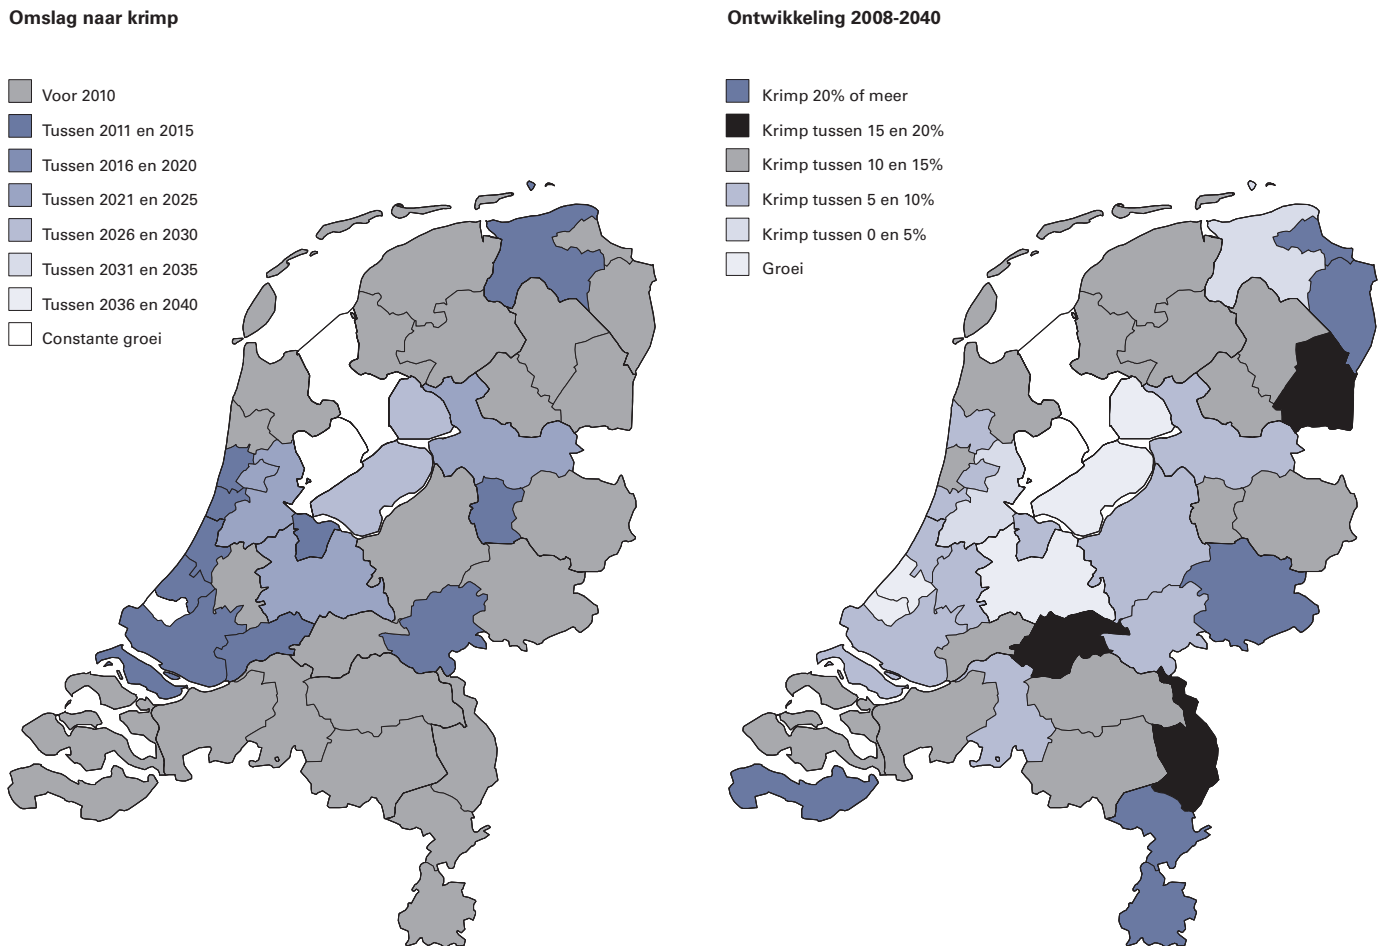 Omslag naar krimp
Voor 2010
Tussen 2011 en 2015
Tussen 2016 en 2020
Tussen 2021 en 2025
Tussen 2026 en 2030
Tussen 2031 en 2035
Tussen 2036 en 2040
Constante groei
Ontwikkeling 2008-2040
Krimp 20% of meer
Krimp tussen 15 en 20%
Krimp tussen 10 en 15%
Krimp tussen 5 en 10%
Krimp tussen 0 en 5%
Groei